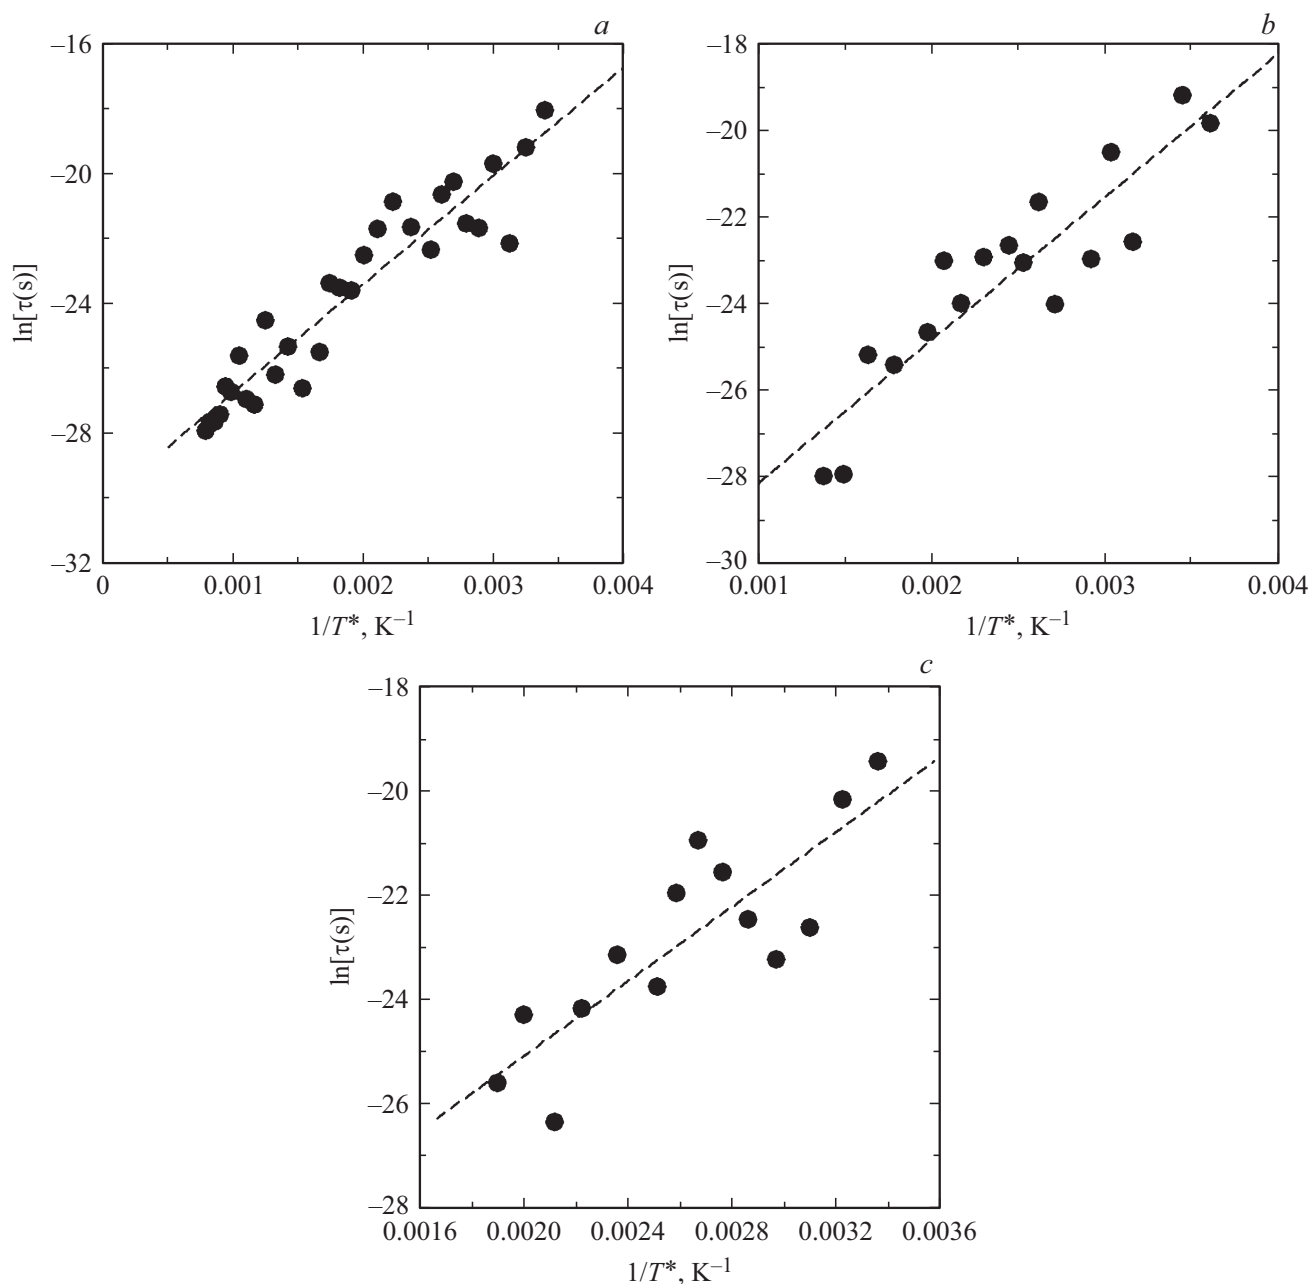 a
–16
–20
–24
–28
–32
ln[τ(s)]
0 0.001 0.002 0.003 0.004
1/T*, K⁻¹
b
–18
–20
–22
–24
–26
–28
–30
ln[τ(s)]
0.001 0.002 0.003 0.004
1/T*, K⁻¹
c
–18
–20
–22
–24
–26
–28
ln[τ(s)]
0.0016 0.0020 0.0024 0.0028 0.0032 0.0036
1/T*, K⁻¹